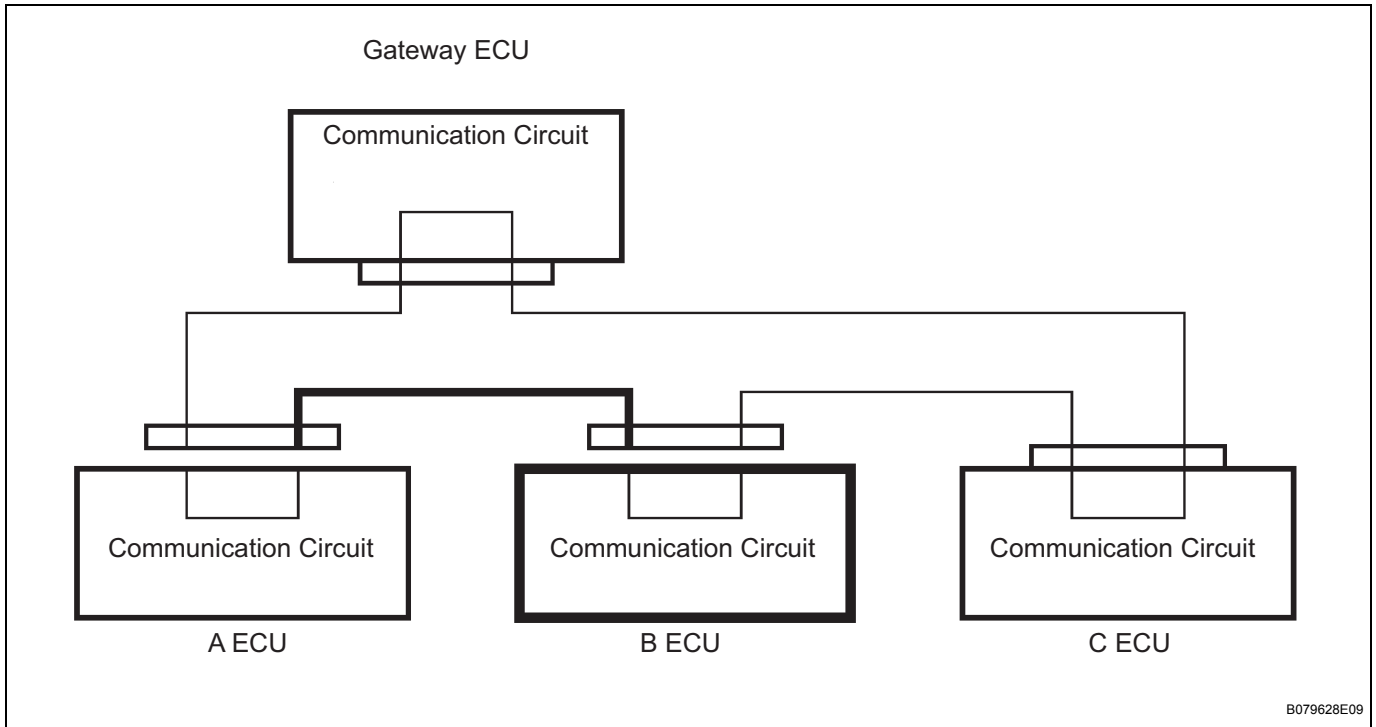 Gateway ECU
Communication Circuit
Communication Circuit
Communication Circuit
Communication Circuit
A ECU
B ECU
C ECU
B079628E09